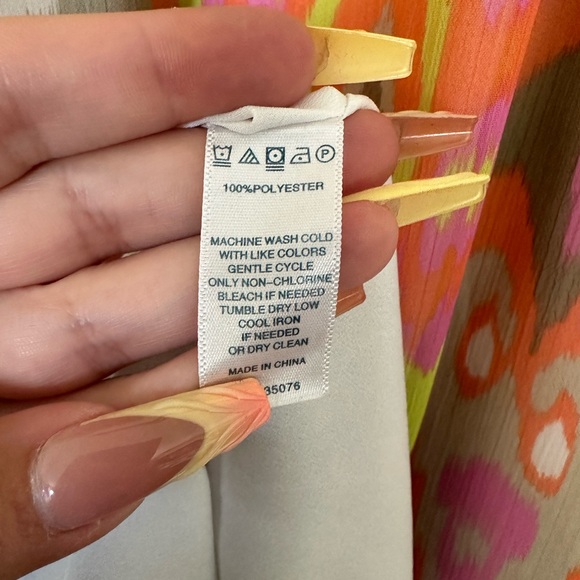 P
100%POLYESTER
MACHINE WASH COLD
WITH LIKE COLORS
GENTLE CYCLE
ONLY NON-CHLORINE
BLEACH IF NEEDED
TUMBLE DRY LOW
COOL IRON
IF NEEDED
OR DRY CLEAN
MADE IN CHINA
35076